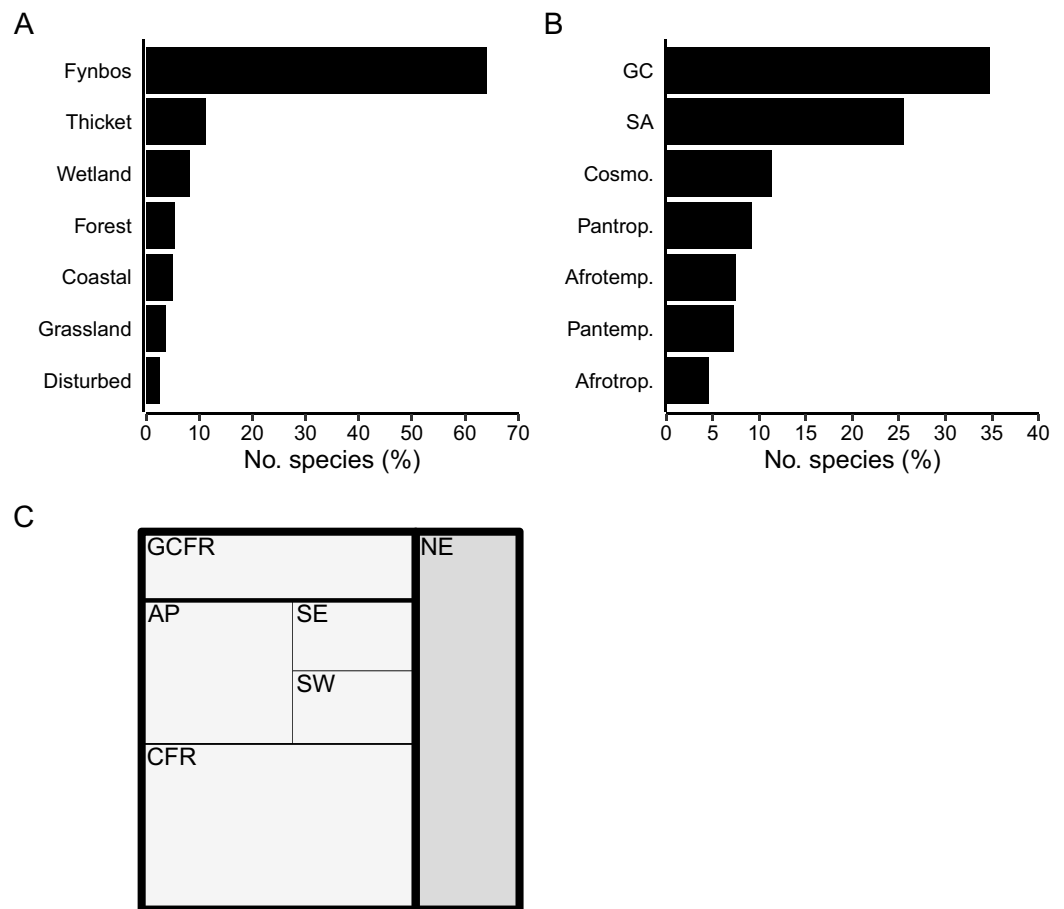 A
Fynbos
Thicket
Wetland
Forest
Coastal
Grassland
Disturbed
0 10 20 30 40 50 60 70
No. species (%)
B
GC
SA
Cosmo.
Pantrop.
Afrotemp.
Pantemp.
Afrotrop.
0 5 10 15 20 25 30 35 40
No. species (%)
C
GCFR NE
AP SE
SW
CFR